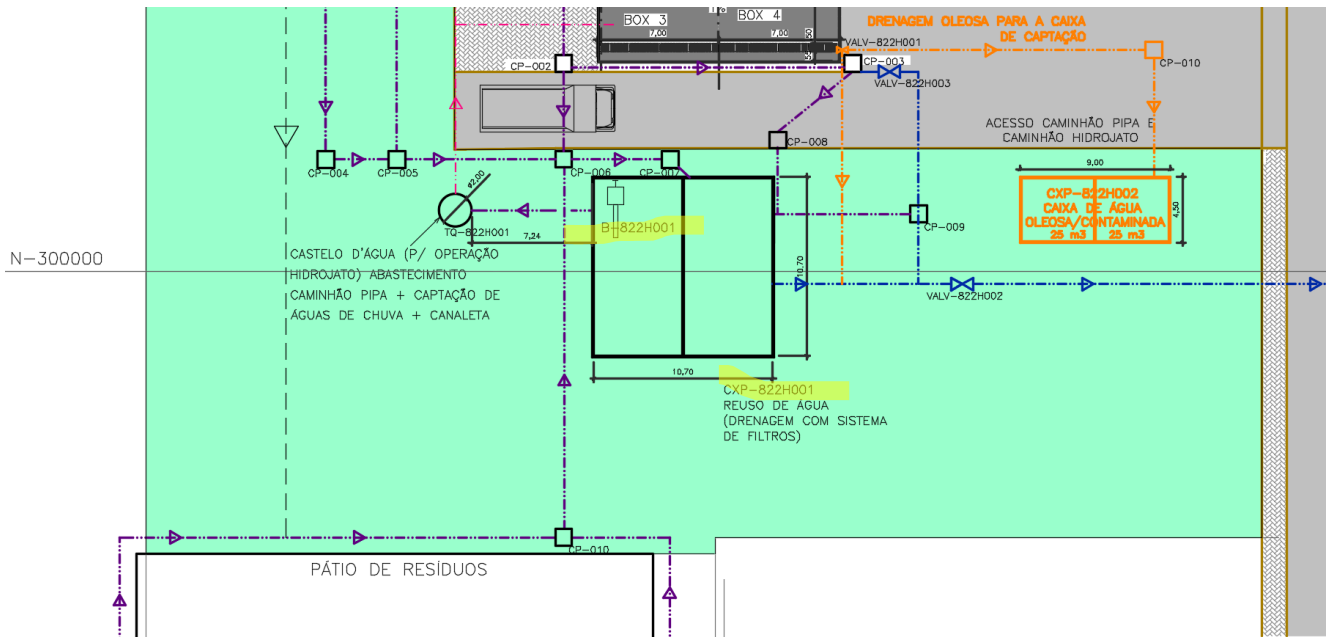 BOX 3
BOX 4
7,00
7,00
DRENAGEM OLEOSA PARA A CAIXA
DE CAPTAÇÃO
VALV-822H001
CP-002
CP-003
CP-010
VALV-822H003
ACESSO CAMINHÃO PIPA E
CAMINHÃO HIDROJATO
CP-008
CP-004
CP-005
CP-006
CP-007
9,00
ø2,00
CXP-822H002
CAIXA DE ÁGUA
OLEOSA/CONTAMINADA
25 m3
25 m3
4,50
B-822H001
TQ-822H001
7,24
CP-009
N-300000
CASTELO D'ÁGUA (P/ OPERAÇÃO
HIDROJATO) ABASTECIMENTO
CAMINHÃO PIPA + CAPTAÇÃO DE
ÁGUAS DE CHUVA + CANALETA
10,70
VALV-822H002
10,70
CXP-822H001
REUSO DE ÁGUA
(DRENAGEM COM SISTEMA
DE FILTROS)
CP-010
PÁTIO DE RESÍDUOS